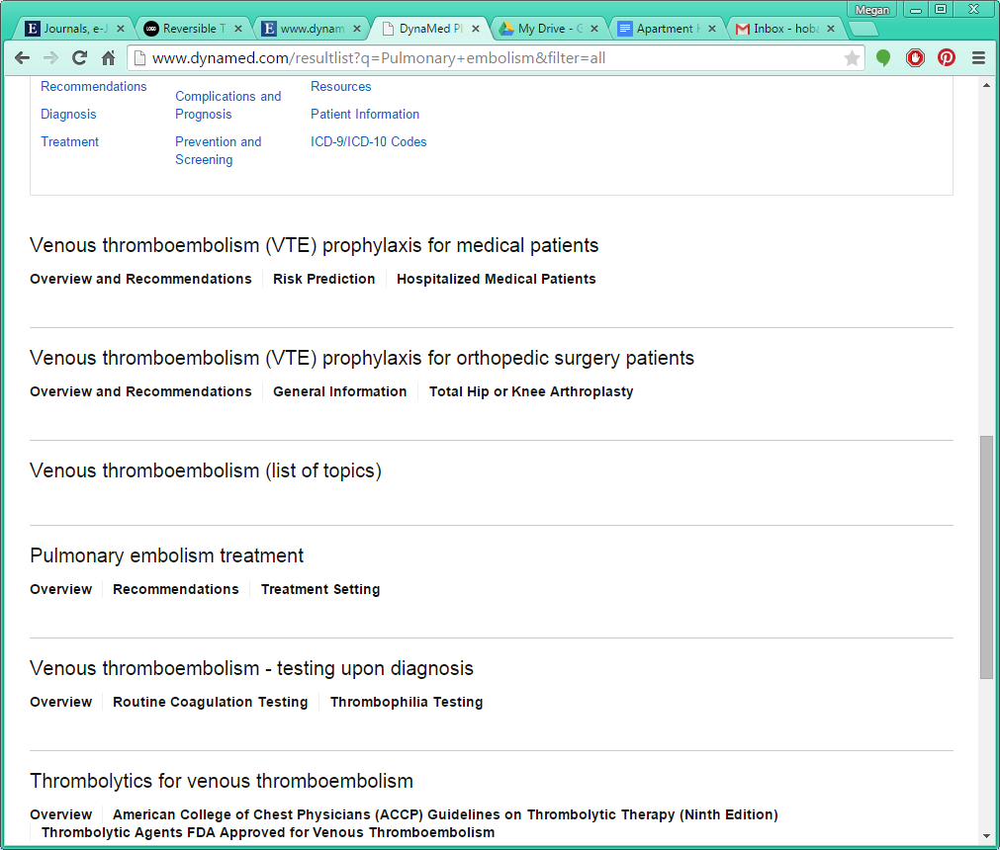 Megan
Journals, e-J
Reversible T
www.dynam
DynaMed Pl
My Drive - G
Apartment H
Inbox - hoba
www.dynamed.com/resultlist?q=Pulmonary+embolism&filter=all
Recommendations
Diagnosis
Treatment
Complications and
Prognosis
Prevention and
Screening
Resources
Patient Information
ICD-9/ICD-10 Codes
Venous thromboembolism (VTE) prophylaxis for medical patients
Overview and Recommendations Risk Prediction Hospitalized Medical Patients
Venous thromboembolism (VTE) prophylaxis for orthopedic surgery patients
Overview and Recommendations General Information Total Hip or Knee Arthroplasty
Venous thromboembolism (list of topics)
Pulmonary embolism treatment
Overview Recommendations Treatment Setting
Venous thromboembolism - testing upon diagnosis
Overview Routine Coagulation Testing Thrombophilia Testing
Thrombolytics for venous thromboembolism
Overview American College of Chest Physicians (ACCP) Guidelines on Thrombolytic Therapy (Ninth Edition)
Thrombolytic Agents FDA Approved for Venous Thromboembolism